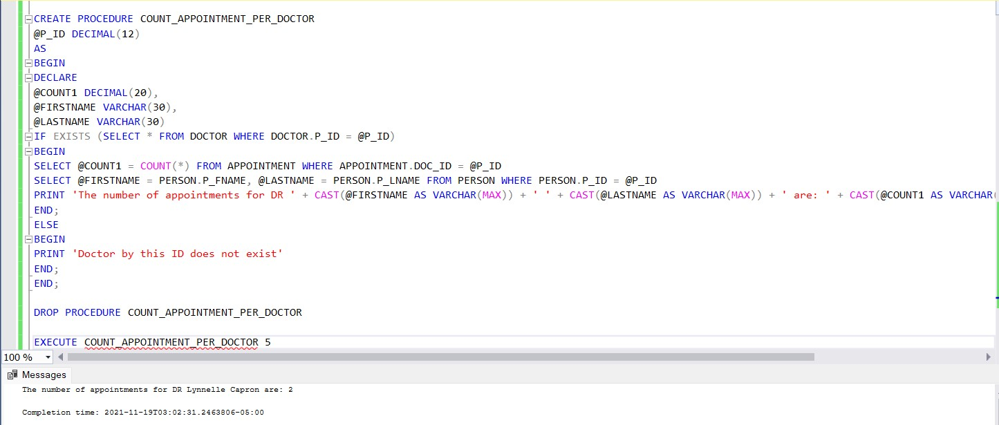 CREATE PROCEDURE COUNT_APPOINTMENT_PER_DOCTOR
@P_ID DECIMAL(12)
AS
BEGIN
DECLARE
@COUNT1 DECIMAL(20),
@FIRSTNAME VARCHAR(30),
@LASTNAME VARCHAR(30)
IF EXISTS (SELECT * FROM DOCTOR WHERE DOCTOR.P_ID = @P_ID)
BEGIN
SELECT @COUNT1 = COUNT(*) FROM APPOINTMENT WHERE APPOINTMENT.DOC_ID = @P_ID
SELECT @FIRSTNAME = PERSON.P_FNAME, @LASTNAME = PERSON.P_LNAME FROM PERSON WHERE PERSON.P_ID = @P_ID
PRINT 'The number of appointments for DR ' + CAST(@FIRSTNAME AS VARCHAR(MAX)) + ' ' + CAST(@LASTNAME AS VARCHAR(MAX)) + ' are: ' + CAST(@COUNT1 AS VARCHAR(
END;
ELSE
BEGIN
PRINT 'Doctor by this ID does not exist'
END;
END;
DROP PROCEDURE COUNT_APPOINTMENT_PER_DOCTOR
EXECUTE COUNT_APPOINTMENT_PER_DOCTOR 5
100 %
Messages
The number of appointments for DR Lynnelle Capron are: 2
Completion time: 2021-11-19T03:02:31.2463806-05:00